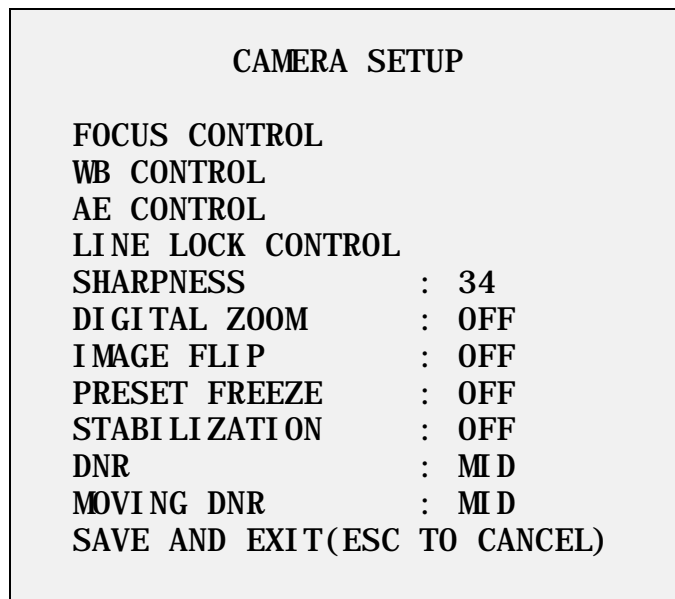 CAMERA SETUP
FOCUS CONTROL
WB CONTROL
AE CONTROL
LINE LOCK CONTROL
SHARPNESS : 34
DIGITAL ZOOM : OFF
IMAGE FLIP : OFF
PRESET FREEZE : OFF
STABILIZATION : OFF
DNR : MID
MOVING DNR : MID
SAVE AND EXIT(ESC TO CANCEL)